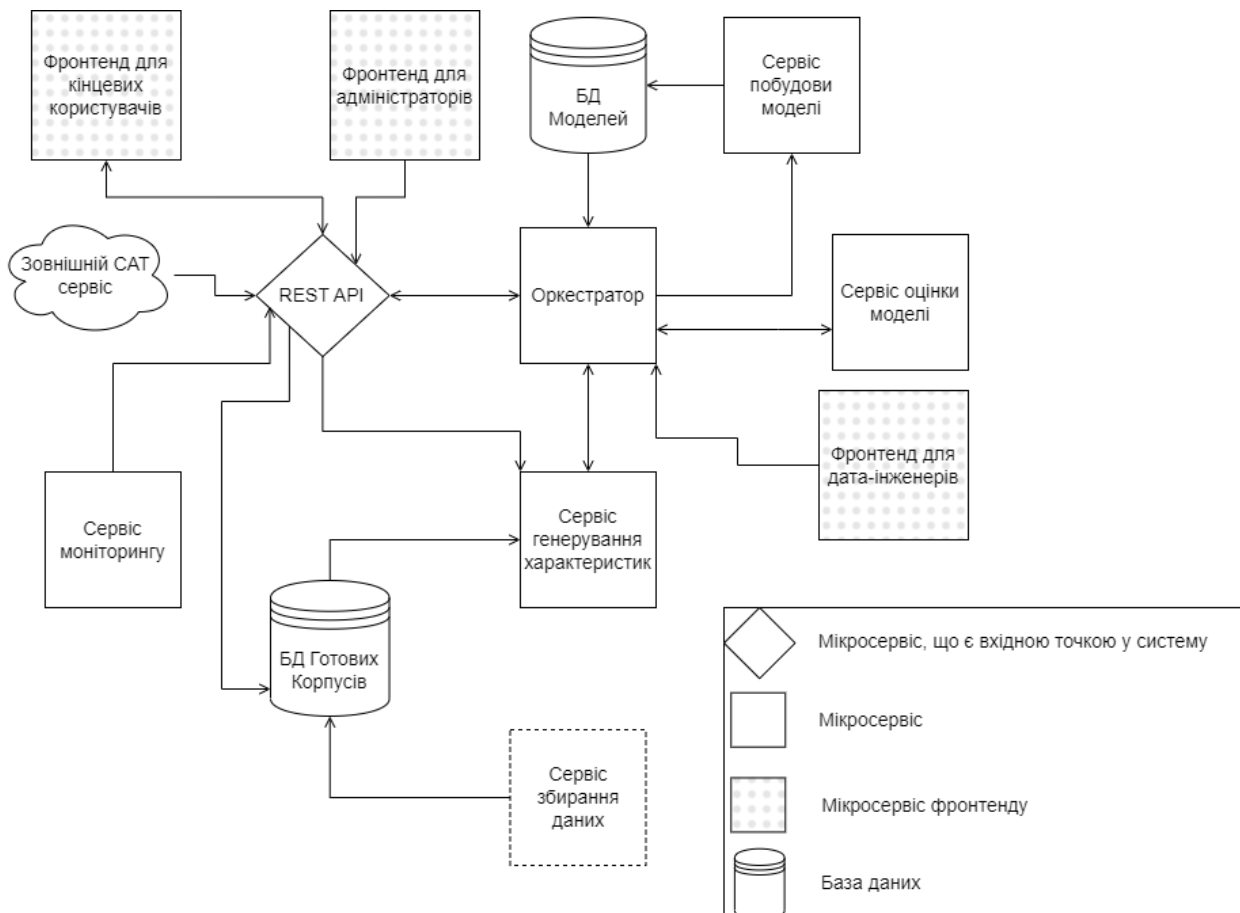 Фронтенд для
кінцевих
користувачів
Фронтенд для
адміністраторів
БД
Моделей
Сервіс
побудови
моделі
Зовнішній САТ
сервіс
REST API
Оркестратор
Сервіс оцінки
моделі
Фронтенд для
дата-інженерів
Сервіс
моніторингу
Сервіс
генерування
характеристик
БД Готових
Корпусів
Сервіс
збирання
даних
Мікросервіс, що є вхідною точкою у систему
Мікросервіс
Мікросервіс фронтенду
База даних